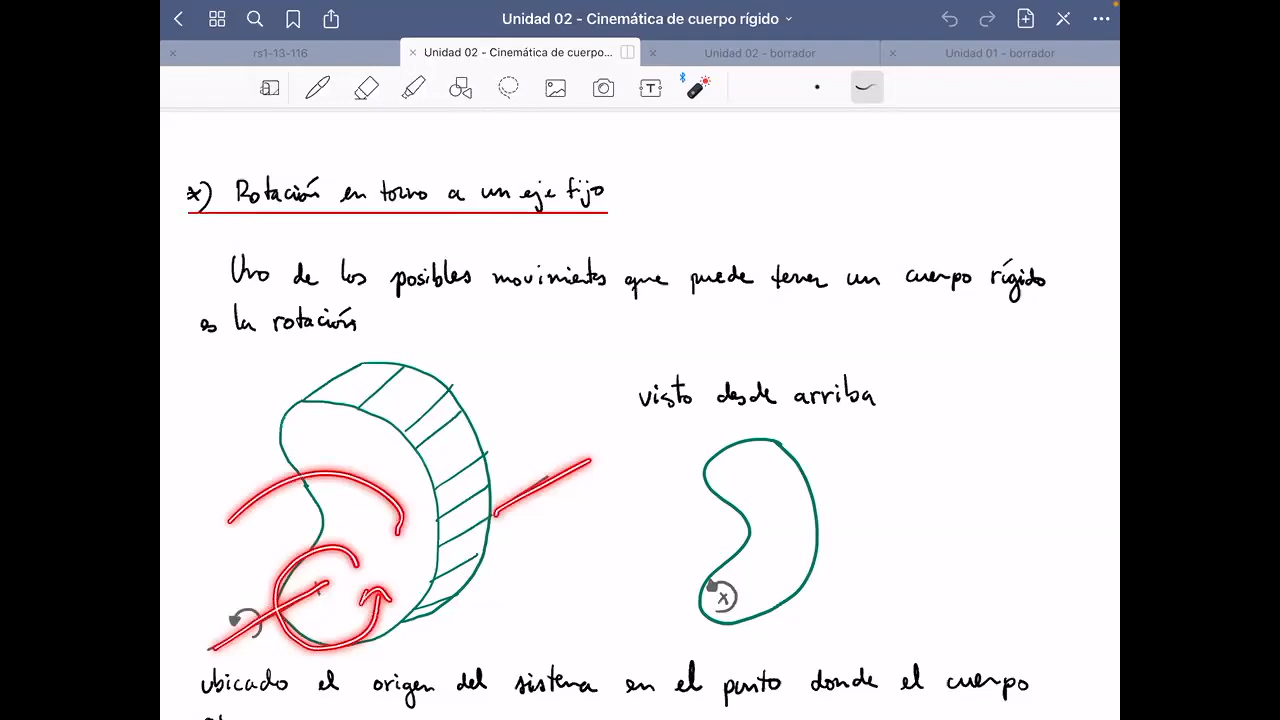 Unidad 02 - Cinemática de cuerpo rígido
rs1-13-116
Unidad 02 - Cinemática de cuerpo...
Unidad 02 - borrador
Unidad 01 - borrador
*) Rotación en torno a un eje fijo
Uno de los posibles movimientos que puede tener un cuerpo rígido
es la rotación
visto desde arriba
x
ubicado el origen del sistema en el punto donde el cuerpo